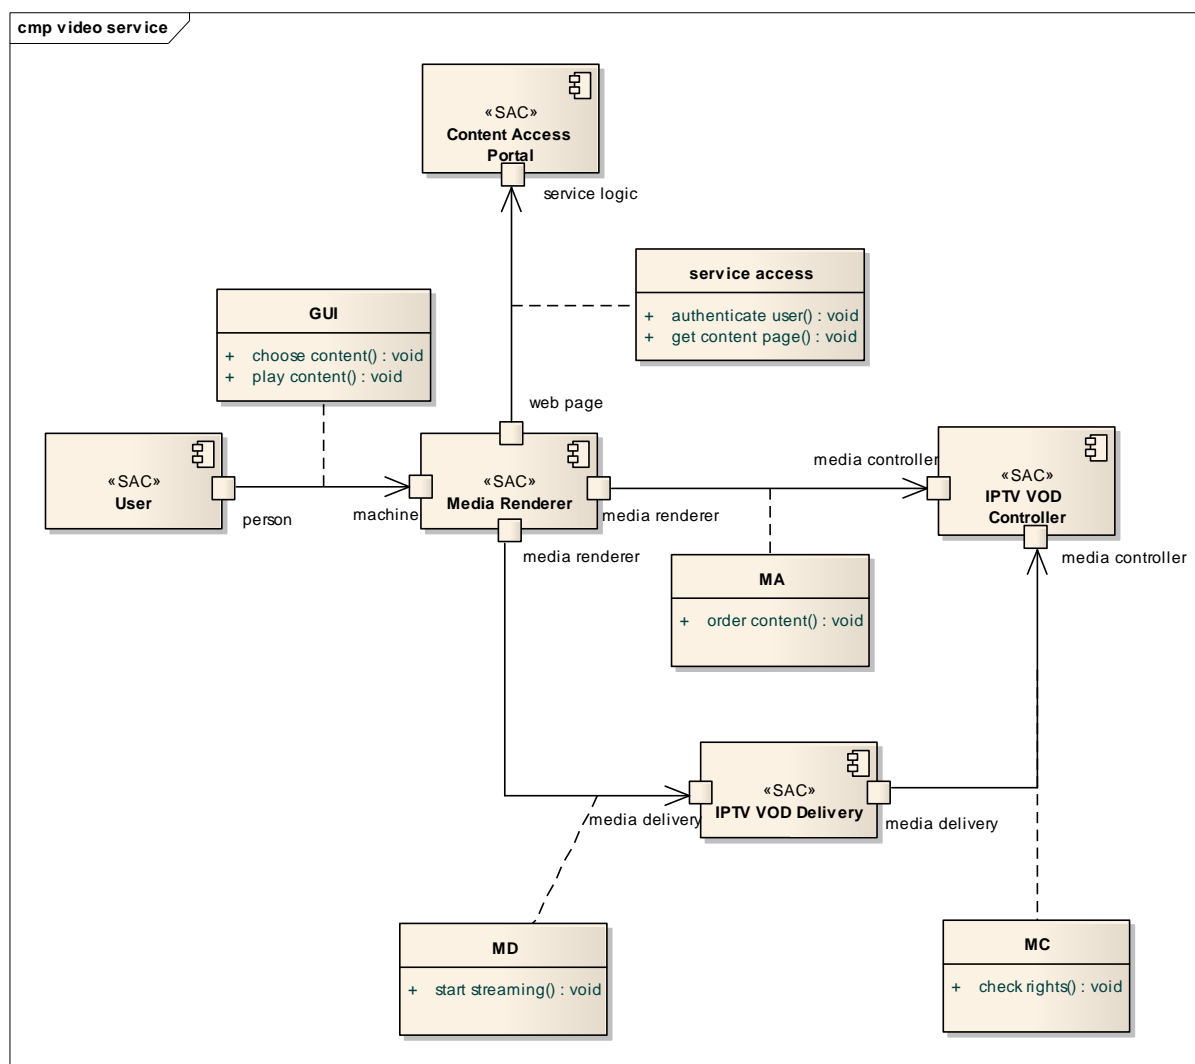 cmp video service
«SAC»
Content Access
Portal
service logic
service access
+ authenticate user() : void
+ get content page() : void
GUI
+ choose content() : void
+ play content() : void
web page
«SAC»
User
person
machine
«SAC»
Media Renderer
media renderer
media renderer
media controller
«SAC»
IPTV VOD
Controller
media controller
MA
+ order content() : void
«SAC»
IPTV VOD Delivery
media delivery
media delivery
MD
+ start streaming() : void
MC
+ check rights() : void